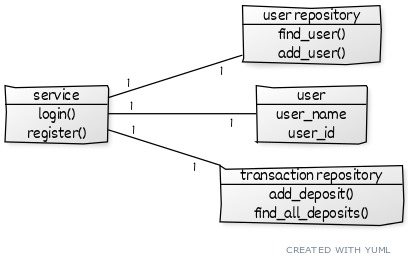 user repository
find_user()
add_user()
1
1
service
login()
register()
1
1
user
user_name
user_id
1
1
transaction repository
add_deposit()
find_all_deposits()
CREATED WITH YUML